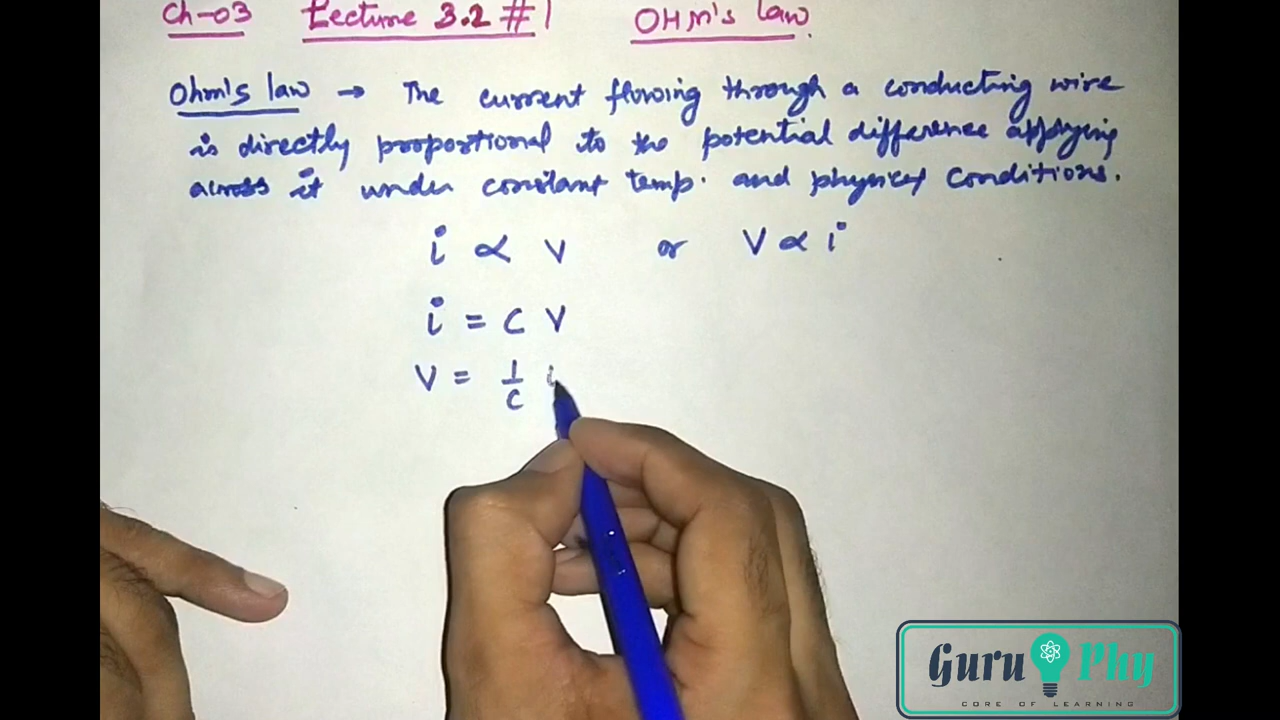 Ch-03 Lecture 3.2 #1 OHM's law.
Ohm's law → The current flowing through a conducting wire
is directly proportional to the potential difference applying
across it under constant temp. and physical conditions.
i ∝ V or V ∝ i
i = C V
V = 1/C i
Guru Phy
CORE OF LEARNING